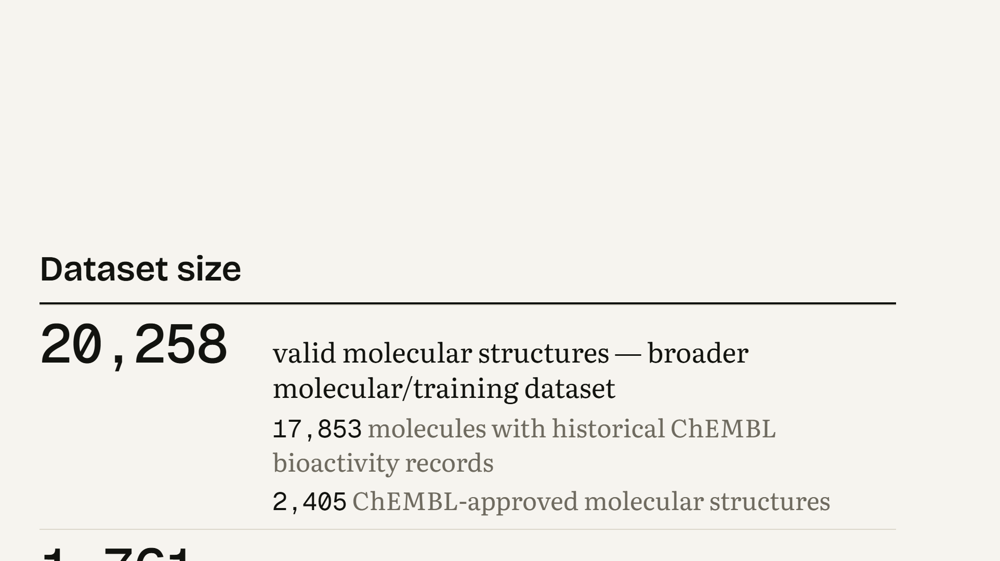 Dataset size
20,258
valid molecular structures — broader
molecular/training dataset
17,853 molecules with historical ChEMBL
bioactivity records
2,405 ChEMBL-approved molecular structures